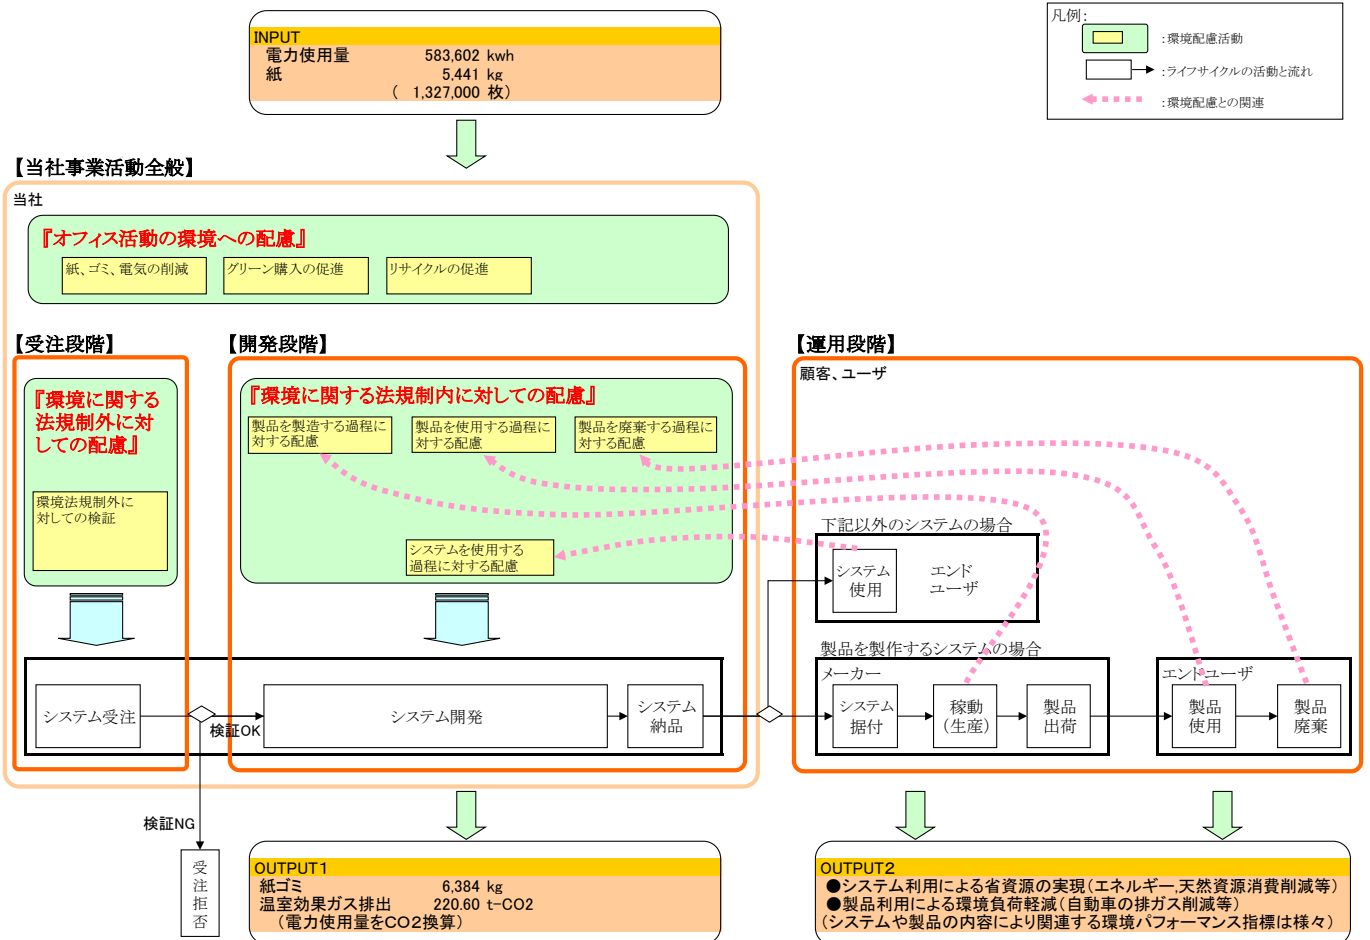 凡例:
:環境配慮活動
:ライフサイクルの活動と流れ
:環境配慮との関連
INPUT
電力使用量 583,602 kwh
紙 5,441 kg
( 1,327,000 枚)
【当社事業活動全般】
当社
『オフィス活動の環境への配慮』
紙、ゴミ、電気の削減
グリーン購入の促進
リサイクルの促進
【受注段階】
『環境に関する
法規制外に対
しての配慮』
環境法規制外に
対しての検証
【開発段階】
『環境に関する法規制内に対しての配慮』
製品を製造する過程に
対する配慮
製品を使用する過程に
対する配慮
製品を廃棄する過程に
対する配慮
システムを使用する
過程に対する配慮
【運用段階】
顧客、ユーザ
下記以外のシステムの場合
システム
使用
エンド
ユーザ
製品を製作するシステムの場合
メーカー
システム
据付
稼動
(生産)
製品
出荷
エンドユーザ
製品
使用
製品
廃棄
システム受注
検証OK
システム開発
システム
納品
検証NG
受
注
拒
否
OUTPUT1
紙ゴミ 6,384 kg
温室効果ガス排出 220.60 t-CO2
(電力使用量をCO2換算)
OUTPUT2
●システム利用による省資源の実現(エネルギー,天然資源消費削減等)
●製品利用による環境負荷軽減(自動車の排ガス削減等)
(システムや製品の内容により関連する環境パフォーマンス指標は様々)